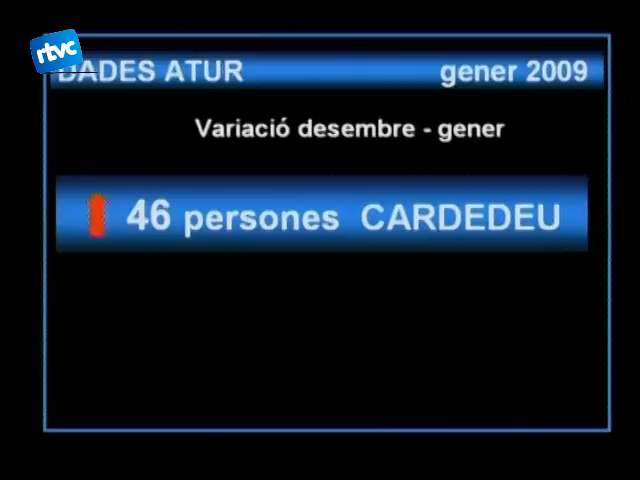 rtvc
DADES ATUR gener 2009
Variació desembre - gener
46 persones CARDEDEU